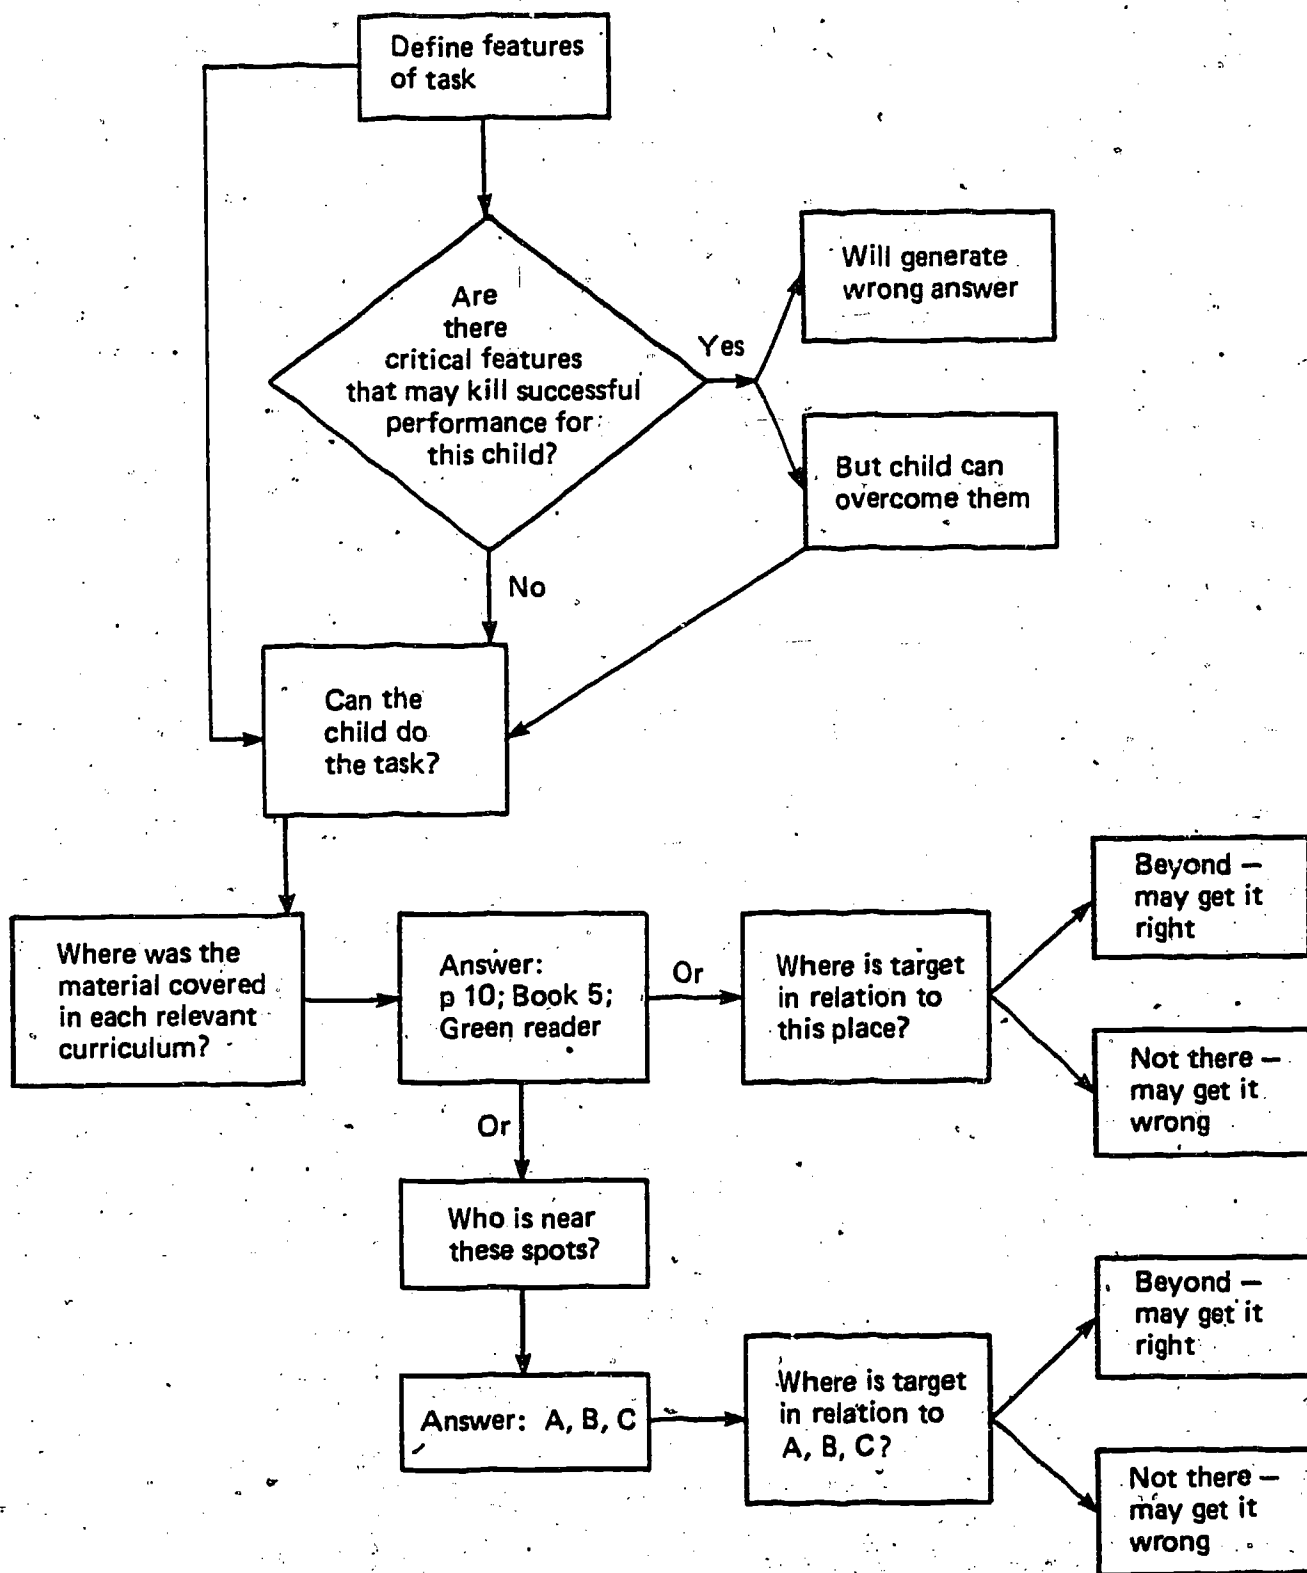 Define features
of task
Are
there
critical features
that may kill successful
performance for
this child?
Yes
Will generate
wrong answer
But child can
overcome them
No
Can the
child do
the task?
Where was the
material covered
in each relevant
curriculum?
Answer:
p 10; Book 5;
Green reader
Or
Where is target
in relation to
this place?
Beyond —
may get it
right
Not there —
may get it
wrong
Or
Who is near
these spots?
Answer: A, B, C
Where is target
in relation to
A, B, C?
Beyond —
may get it
right
Not there —
may get it
wrong